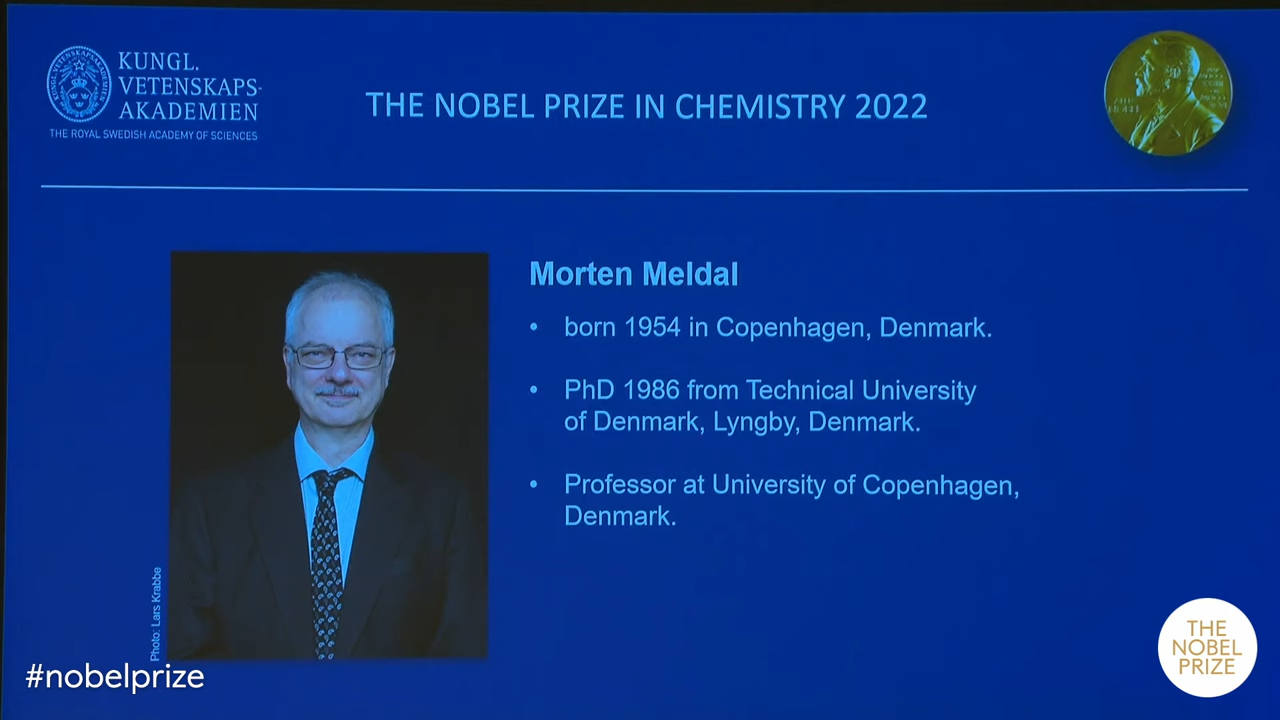 KUNGL.
VETENSKAPS-
AKADEMIEN
THE ROYAL SWEDISH ACADEMY OF SCIENCES
THE NOBEL PRIZE IN CHEMISTRY 2022
Morten Meldal
• born 1954 in Copenhagen, Denmark.
• PhD 1986 from Technical University
of Denmark, Lyngby, Denmark.
• Professor at University of Copenhagen,
Denmark.
Photo: Lars Krabbe
#nobelprize
THE
NOBEL
PRIZE